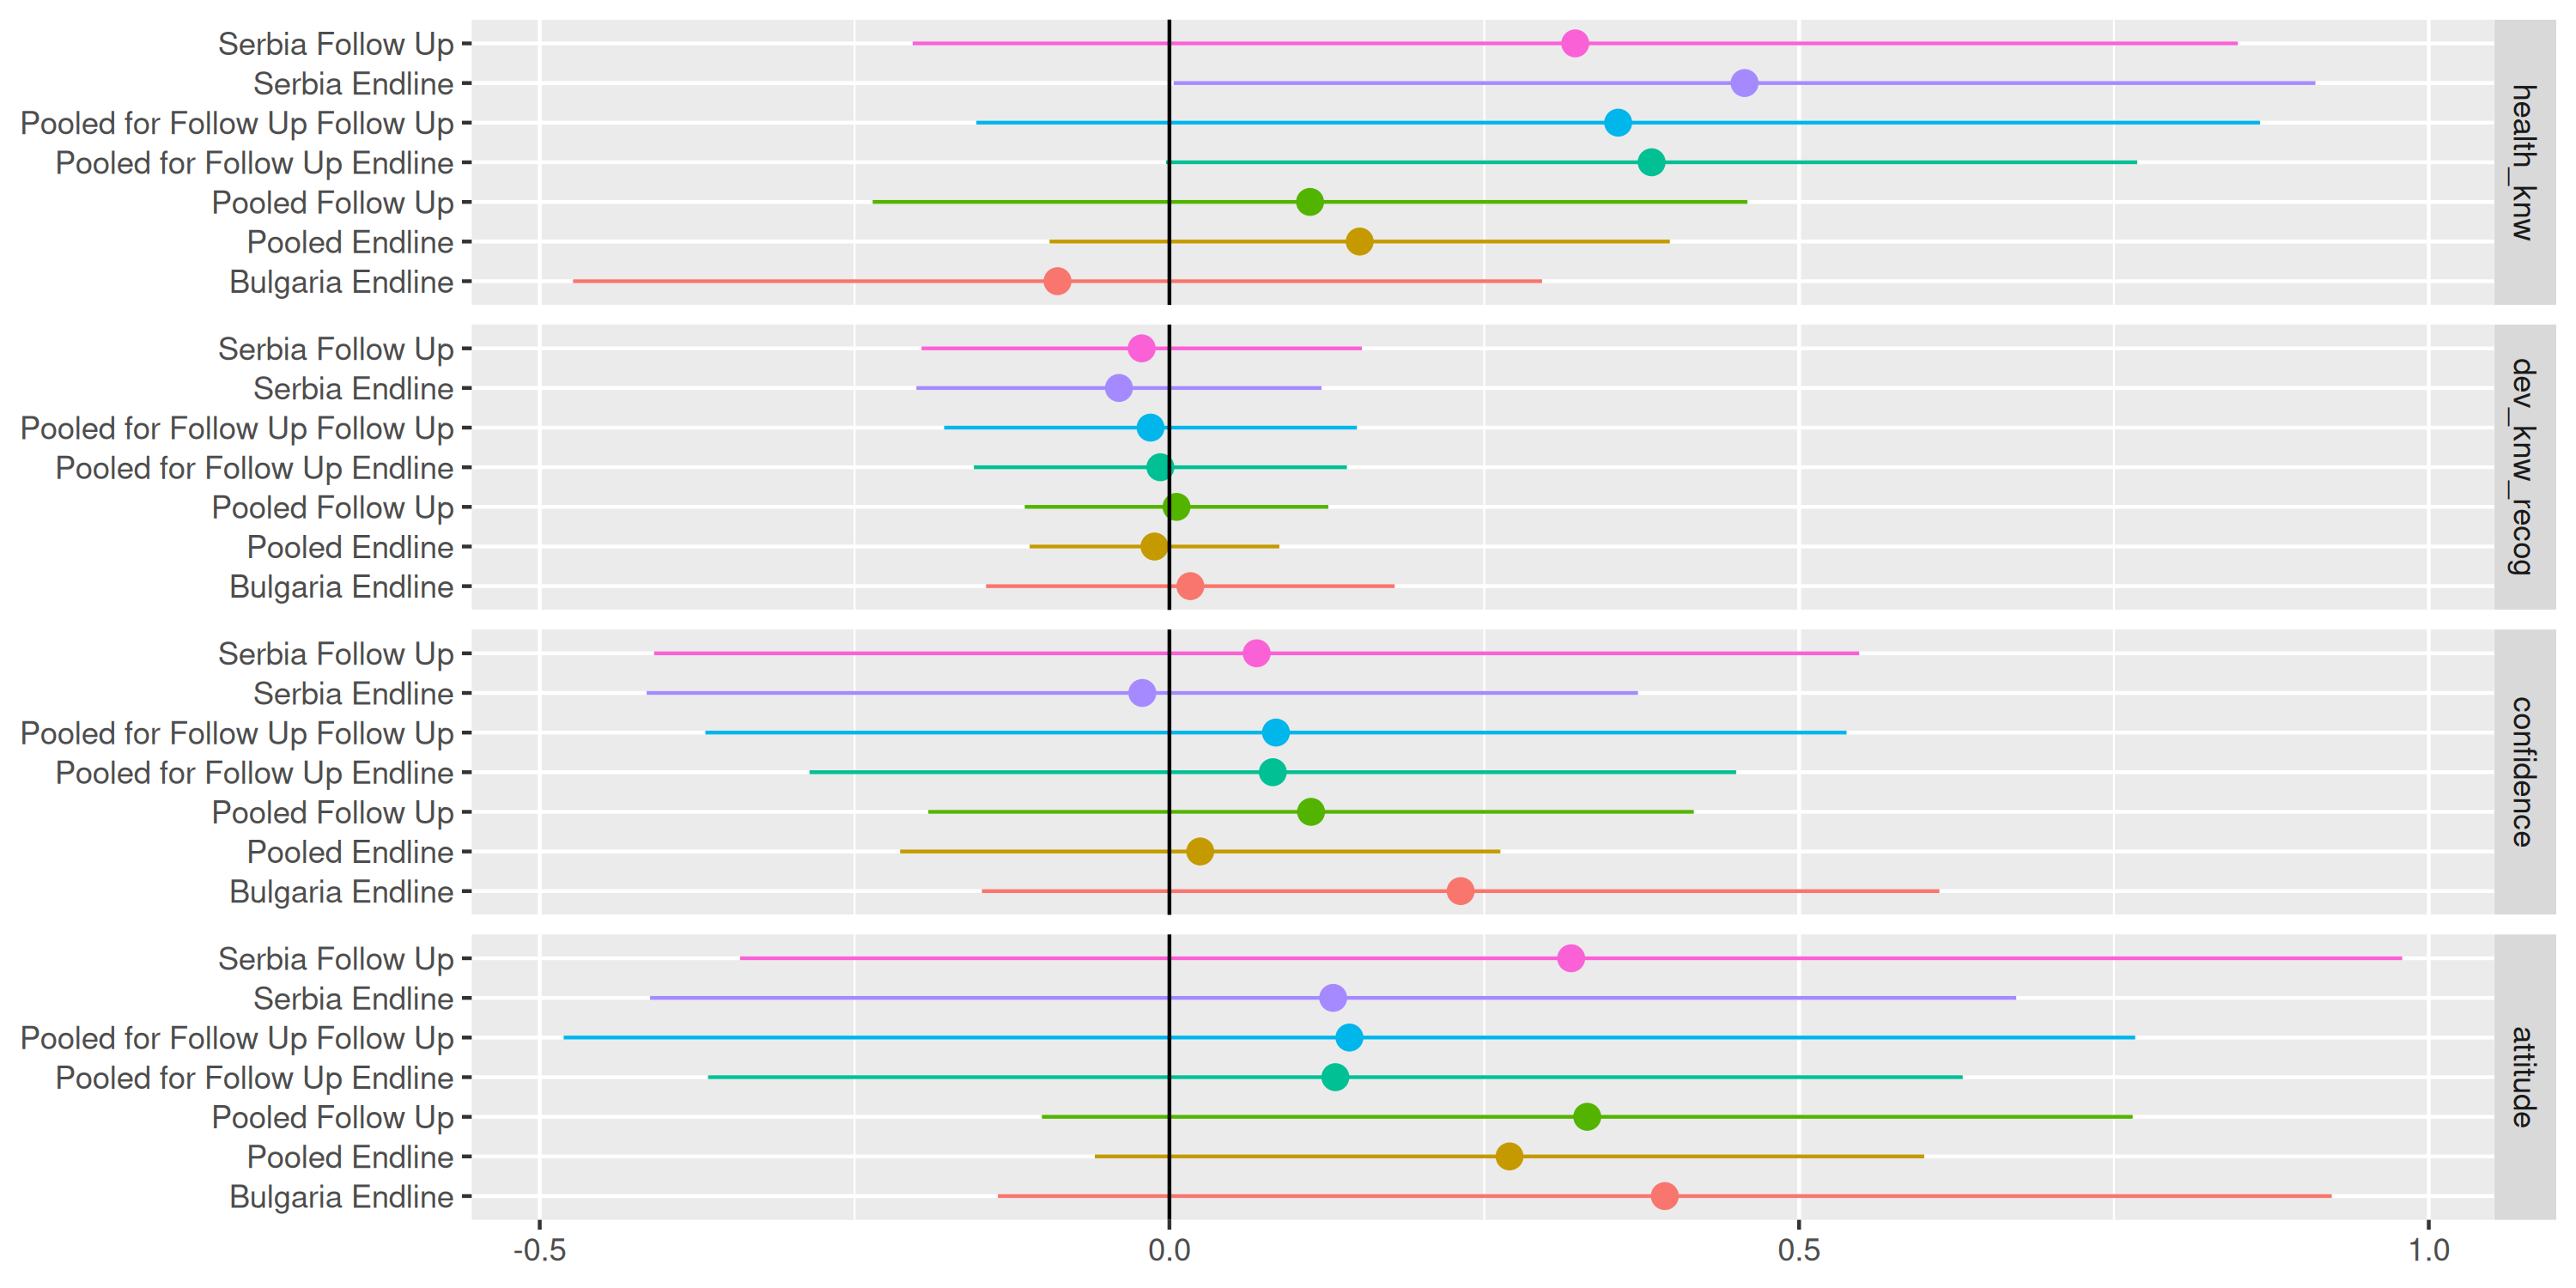 Serbia Follow Up
Serbia Endline
Pooled for Follow Up Follow Up
Pooled for Follow Up Endline
Pooled Follow Up
Pooled Endline
Bulgaria Endline
health_knw
Serbia Follow Up
Serbia Endline
Pooled for Follow Up Follow Up
Pooled for Follow Up Endline
Pooled Follow Up
Pooled Endline
Bulgaria Endline
dev_knw_recog
Serbia Follow Up
Serbia Endline
Pooled for Follow Up Follow Up
Pooled for Follow Up Endline
Pooled Follow Up
Pooled Endline
Bulgaria Endline
confidence
Serbia Follow Up
Serbia Endline
Pooled for Follow Up Follow Up
Pooled for Follow Up Endline
Pooled Follow Up
Pooled Endline
Bulgaria Endline
attitude
-0.5 0.0 0.5 1.0